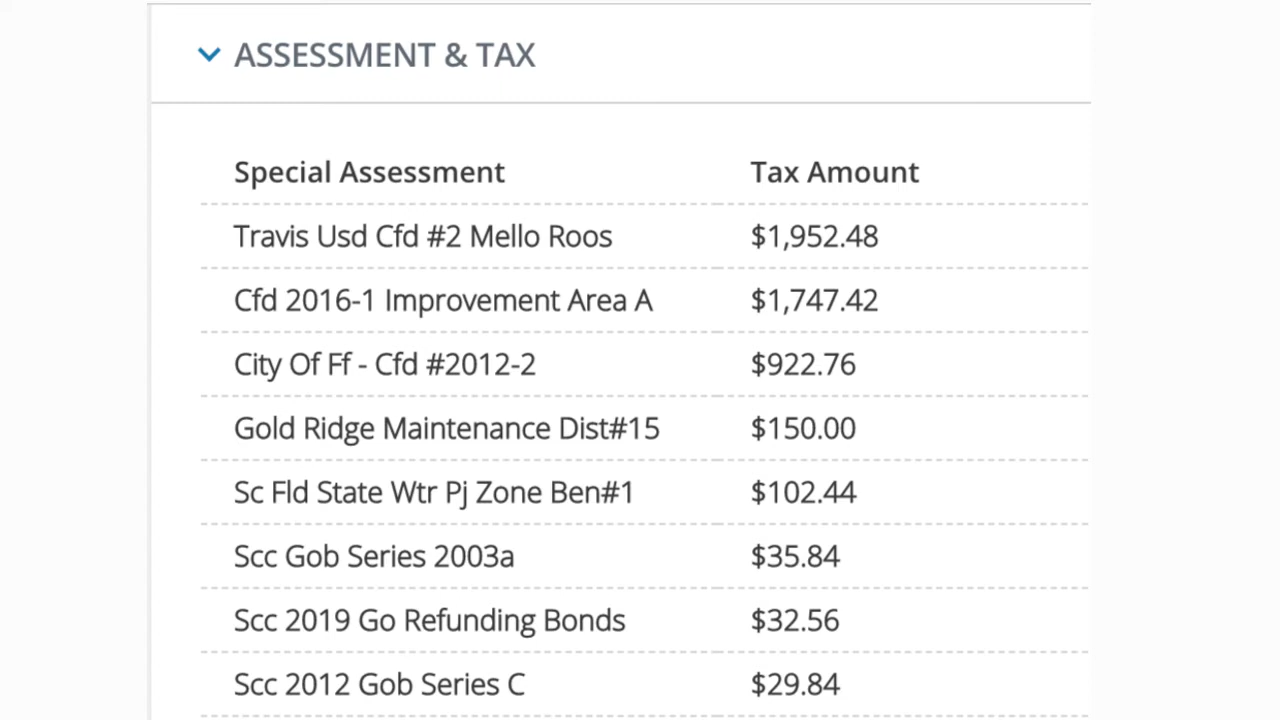 ASSESSMENT & TAX
Special Assessment Tax Amount
Travis Usd Cfd #2 Mello Roos $1,952.48
Cfd 2016-1 Improvement Area A $1,747.42
City Of Ff - Cfd #2012-2 $922.76
Gold Ridge Maintenance Dist#15 $150.00
Sc Fld State Wtr Pj Zone Ben#1 $102.44
Scc Gob Series 2003a $35.84
Scc 2019 Go Refunding Bonds $32.56
Scc 2012 Gob Series C $29.84